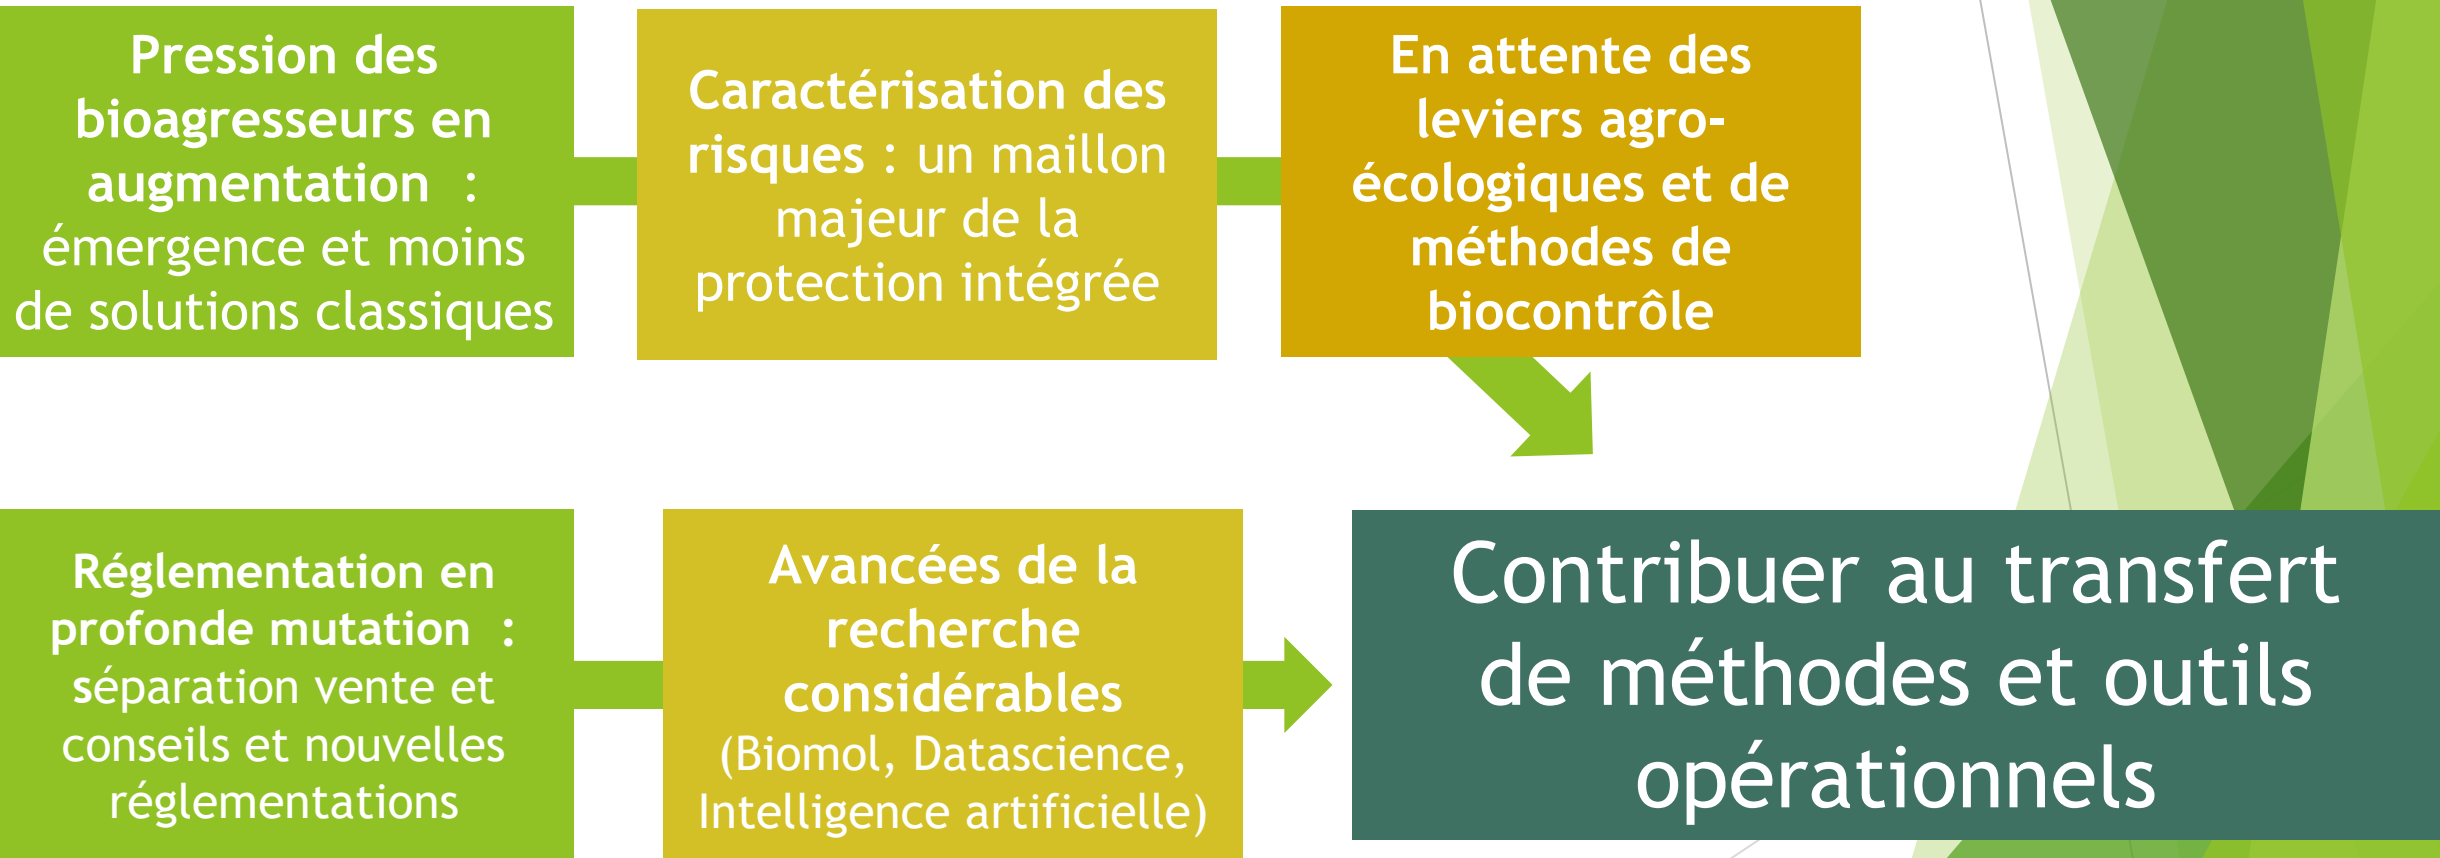 Pression des
bioagresseurs en
augmentation :
émergence et moins
de solutions classiques
Caractérisation des
risques : un maillon
majeur de la
protection intégrée
En attente des
leviers agro-
écologiques et de
méthodes de
biocontrôle
Réglementation en
profonde mutation :
séparation vente et
conseils et nouvelles
réglementations
Avancées de la
recherche
considérables
(Biomol, Datascience,
Intelligence artificielle)
Contribuer au transfert
de méthodes et outils
opérationnels